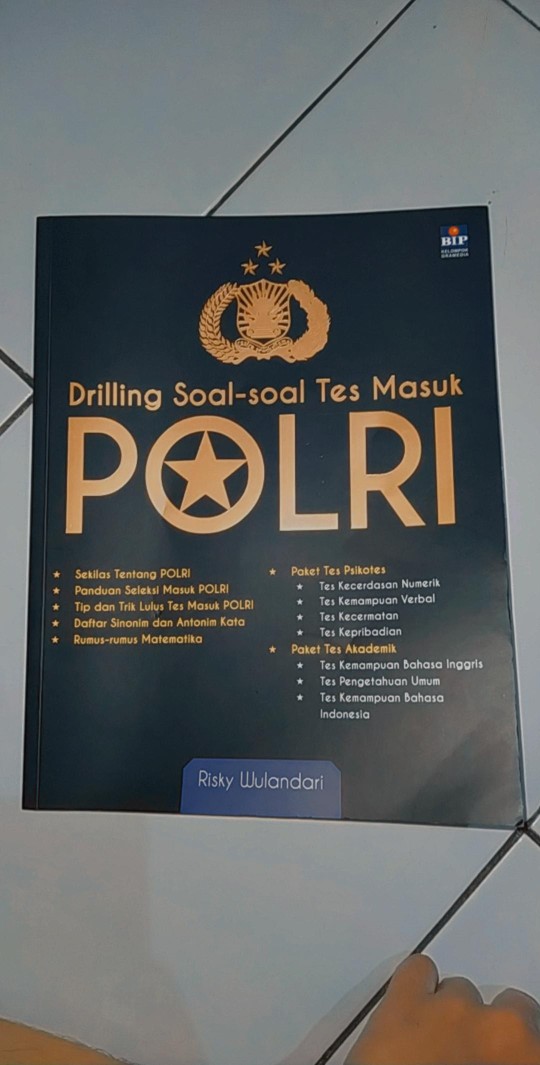 BIP
KELOMPOK
GRAMEDIA
Drilling Soal-soal Tes Masuk
POLRI
Sekilas Tentang POLRI
Panduan Seleksi Masuk POLRI
Tip dan Trik Lulus Tes Masuk POLRI
Daftar Sinonim dan Antonim Kata
Rumus-rumus Matematika
Paket Tes Psikotes
Tes Kecerdasan Numerik
Tes Kemampuan Verbal
Tes Kecermatan
Tes Kepribadian
Paket Tes Akademik
Tes Kemampuan Bahasa Inggris
Tes Pengetahuan Umum
Tes Kemampuan Bahasa
Indonesia
Risky Wulandari